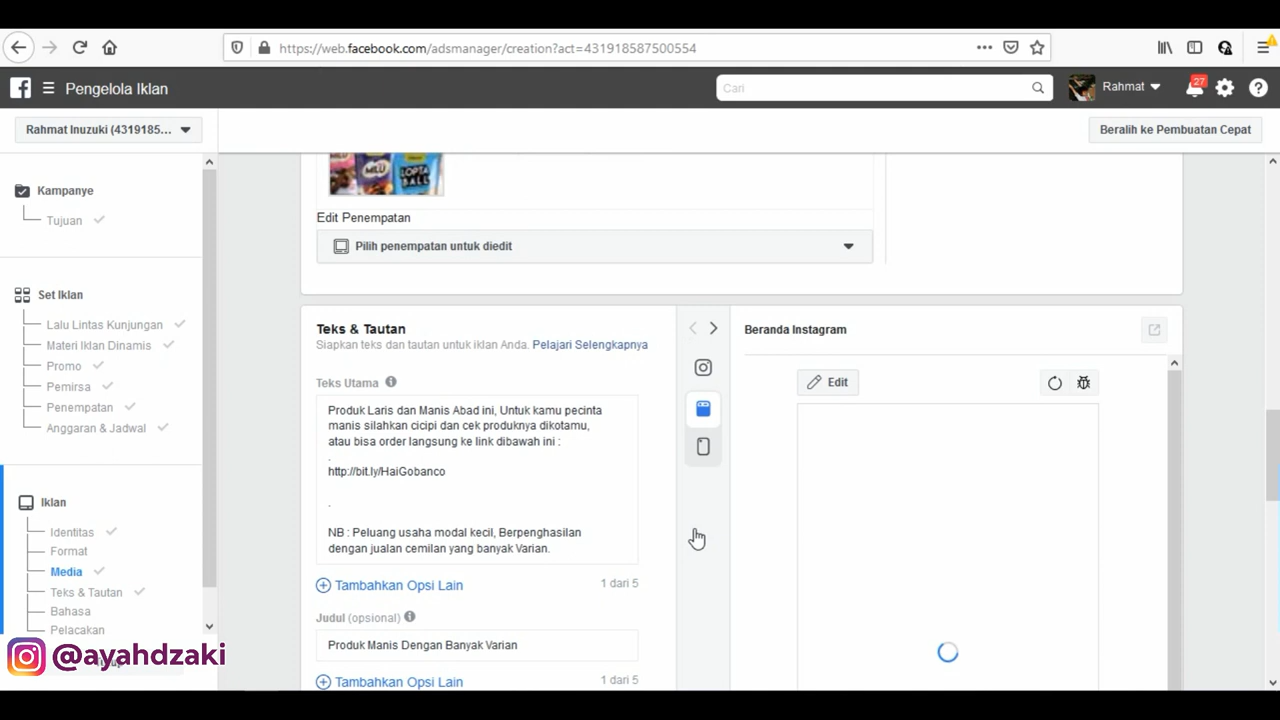 https://web.facebook.com/adsmanager/creation?act=431918587500554
Pengelola Iklan
Cari
Rahmat
27
Rahmat Inuzuki (4319185...
Beralih ke Pembuatan Cepat
Kampanye
Tujuan
Set Iklan
Lalu Lintas Kunjungan
Materi Iklan Dinamis
Promo
Pemirsa
Penempatan
Anggaran & Jadwal
Iklan
Identitas
Format
Media
Teks & Tautan
Bahasa
Pelacakan
@ayahdzaki
MILU
LOPTA
BALL
Edit Penempatan
Pilih penempatan untuk diedit
Teks & Tautan
Siapkan teks dan tautan untuk iklan Anda. Pelajari Selengkapnya
Teks Utama
Produk Laris dan Manis Abad ini, Untuk kamu pecinta
manis silahkan cicipi dan cek produknya dikotamu,
atau bisa order langsung ke link dibawah ini :
.
http://bit.ly/HaiGobanco
.
NB : Peluang usaha modal kecil, Berpenghasilan
dengan jualan cemilan yang banyak Varian.
Tambahkan Opsi Lain
1 dari 5
Judul (opsional)
Produk Manis Dengan Banyak Varian
Tambahkan Opsi Lain
1 dari 5
Beranda Instagram
Edit